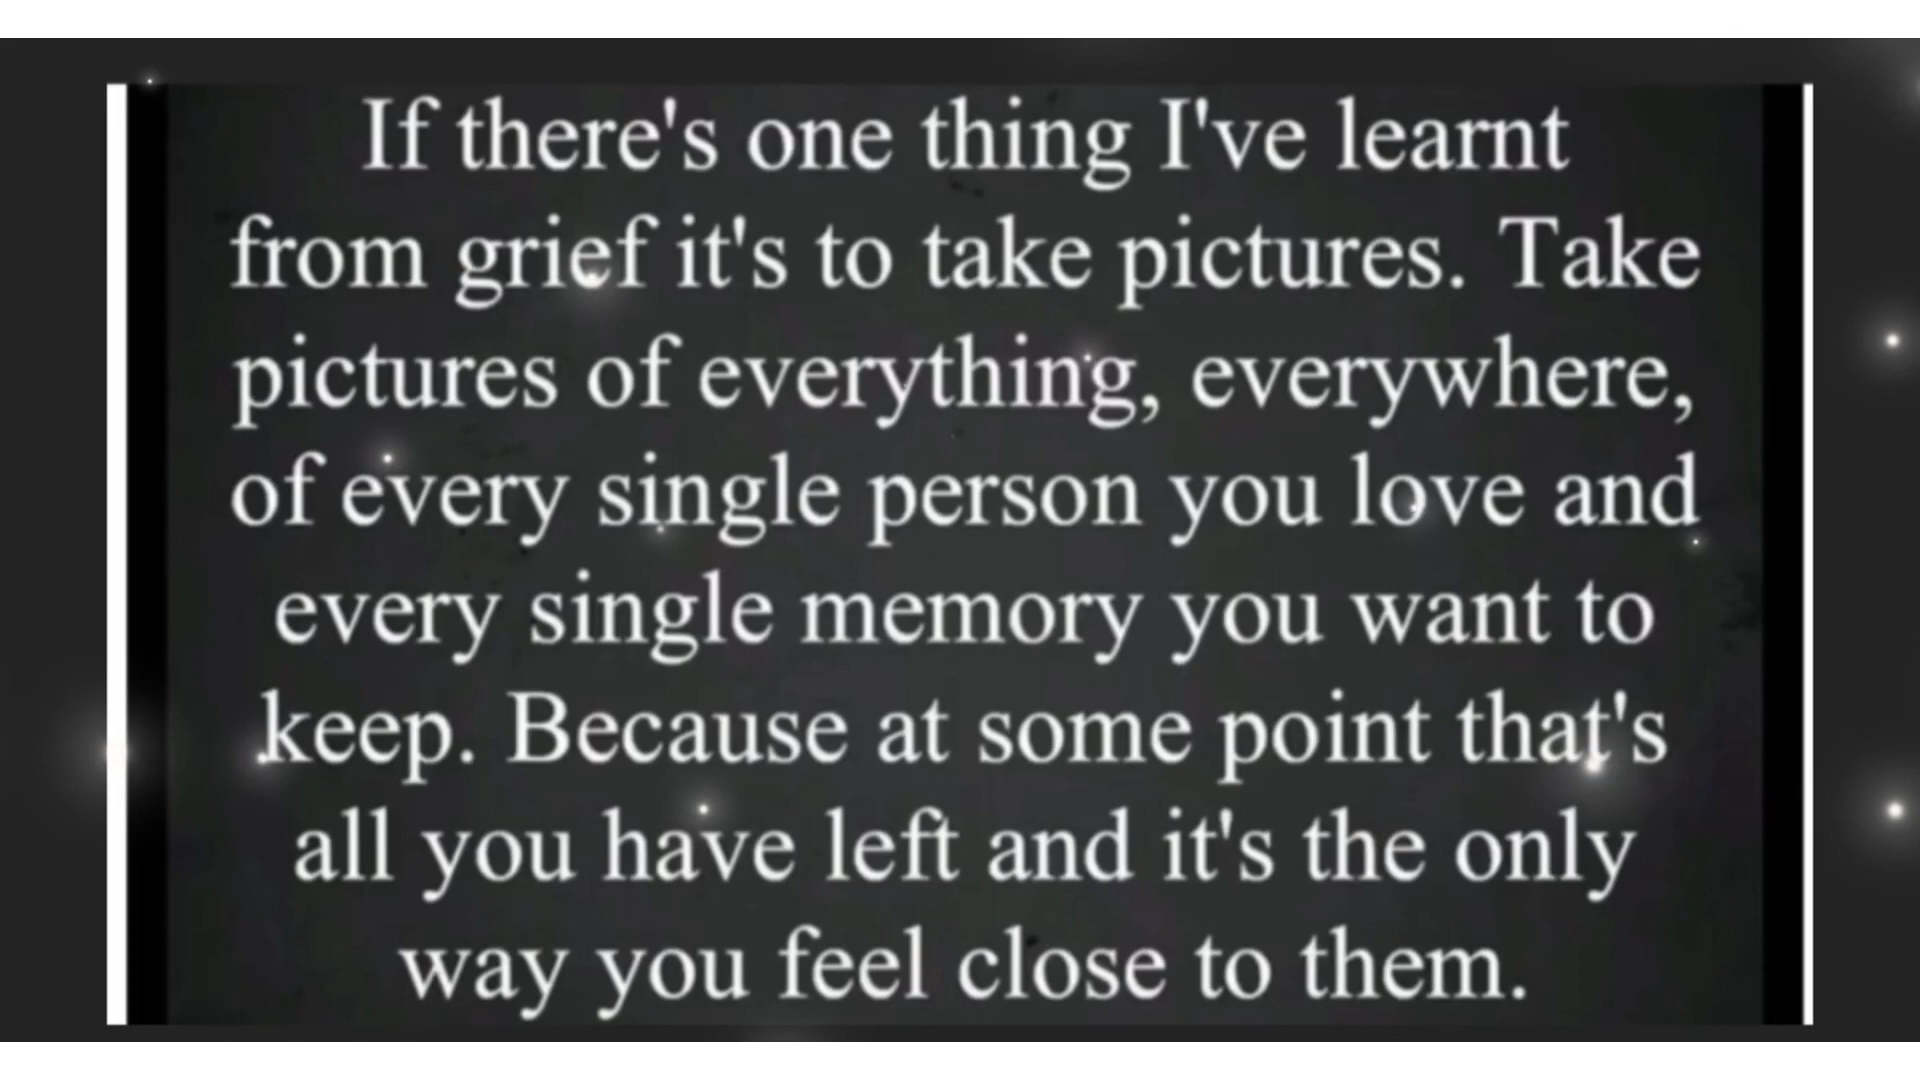 If there's one thing I've learnt
from grief it's to take pictures. Take
pictures of everything, everywhere,
of every single person you love and
every single memory you want to
keep. Because at some point that's
all you have left and it's the only
way you feel close to them.